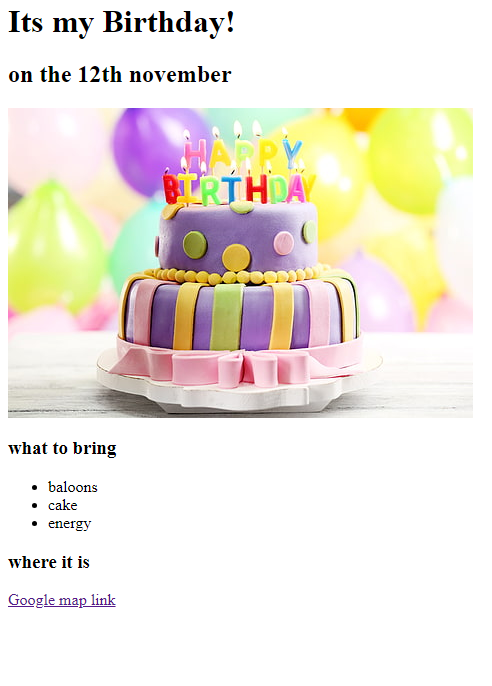 Its my Birthday!
on the 12th november
HAPPY
BIRTHDAY
what to bring
baloons
cake
energy
where it is
Google map link